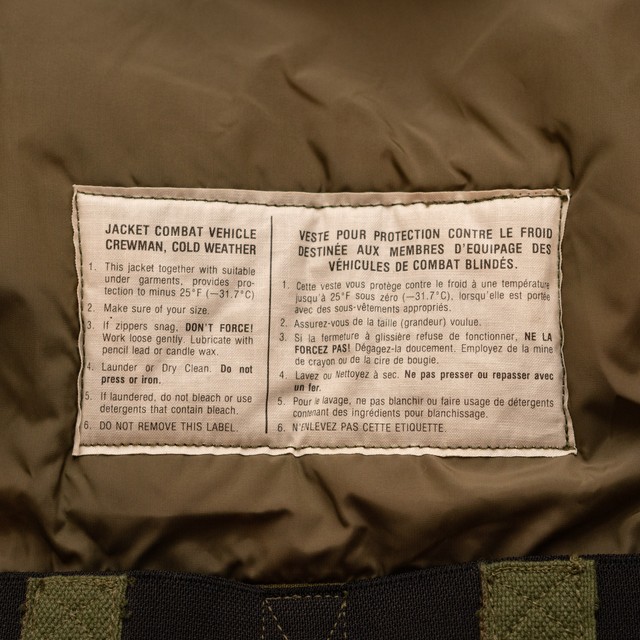 JACKET COMBAT VEHICLE
CREWMAN, COLD WEATHER
1. This jacket together with suitable
under garments, provides pro-
tection to minus 25°F (−31.7°C)
2. Make sure of your size.
3. If zippers snag, DON'T FORCE!
Work loose gently. Lubricate with
pencil lead or candle wax.
4. Launder or Dry Clean. Do not
press or iron.
5. If laundered, do not bleach or use
detergents that contain bleach.
6. DO NOT REMOVE THIS LABEL.
VESTE POUR PROTECTION CONTRE LE FROID
DESTINÉE AUX MEMBRES D'EQUIPAGE DES
VÉHICULES DE COMBAT BLINDÉS.
1. Cette veste vous protège contre le froid à une température
jusqu'à 25°F sous zéro (−31.7°C), lorsqu'elle est portée
avec des sous-vêtements appropriés.
2. Assurez-vous de la taille (grandeur) voulue.
3. Si la fermeture à glissière refuse de fonctionner, NE LA
FORCEZ PAS! Dégagez-la doucement. Employez de la mine
de crayon ou de la cire de bougie.
4. Lavez ou Nettoyez à sec. Ne pas presser ou repasser avec
un fer.
5. Pour le lavage, ne pas blanchir ou faire usage de détergents
contenant des ingrédients pour blanchissage.
6. N'ENLEVEZ PAS CETTE ETIQUETTE.